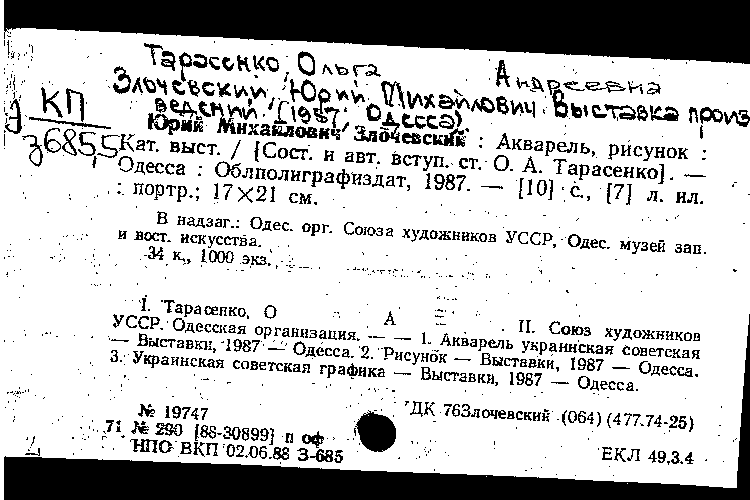 Тарасенко, Ольга Андреевна
Злочевский, Юрий Михайлович. Выставка произ
ведений (1987; Одесса).
КП
з6855
Юрий Михайлович Злочевский : Акварель, рисунок :
Кат. выст. / [Сост. и авт. вступ. ст. О. А. Тарасенко]. —
Одесса : Облполиграфиздат, 1987. — [10] с., [7] л. ил.
: портр.; 17×21 см.
В надзаг.: Одес. орг. Союза художников УССР, Одес. музей зап.
и вост. искусства.
34 к., 1000 экз.
I. Тарасенко, О А II. Союз художников
УССР. Одесская организация. — — 1. Акварель украинская советская
— Выставки, 1987 — Одесса. 2. Рисунок — Выставки, 1987 — Одесса.
3. Украинская советская графика — Выставки, 1987 — Одесса.
№ 19747
ДК 763лочевский (064) (477.74-25)
71 № 290 [88-30899] п оф
НПО ВКП 02.06.88 З-685
ЕКЛ 49.3.4